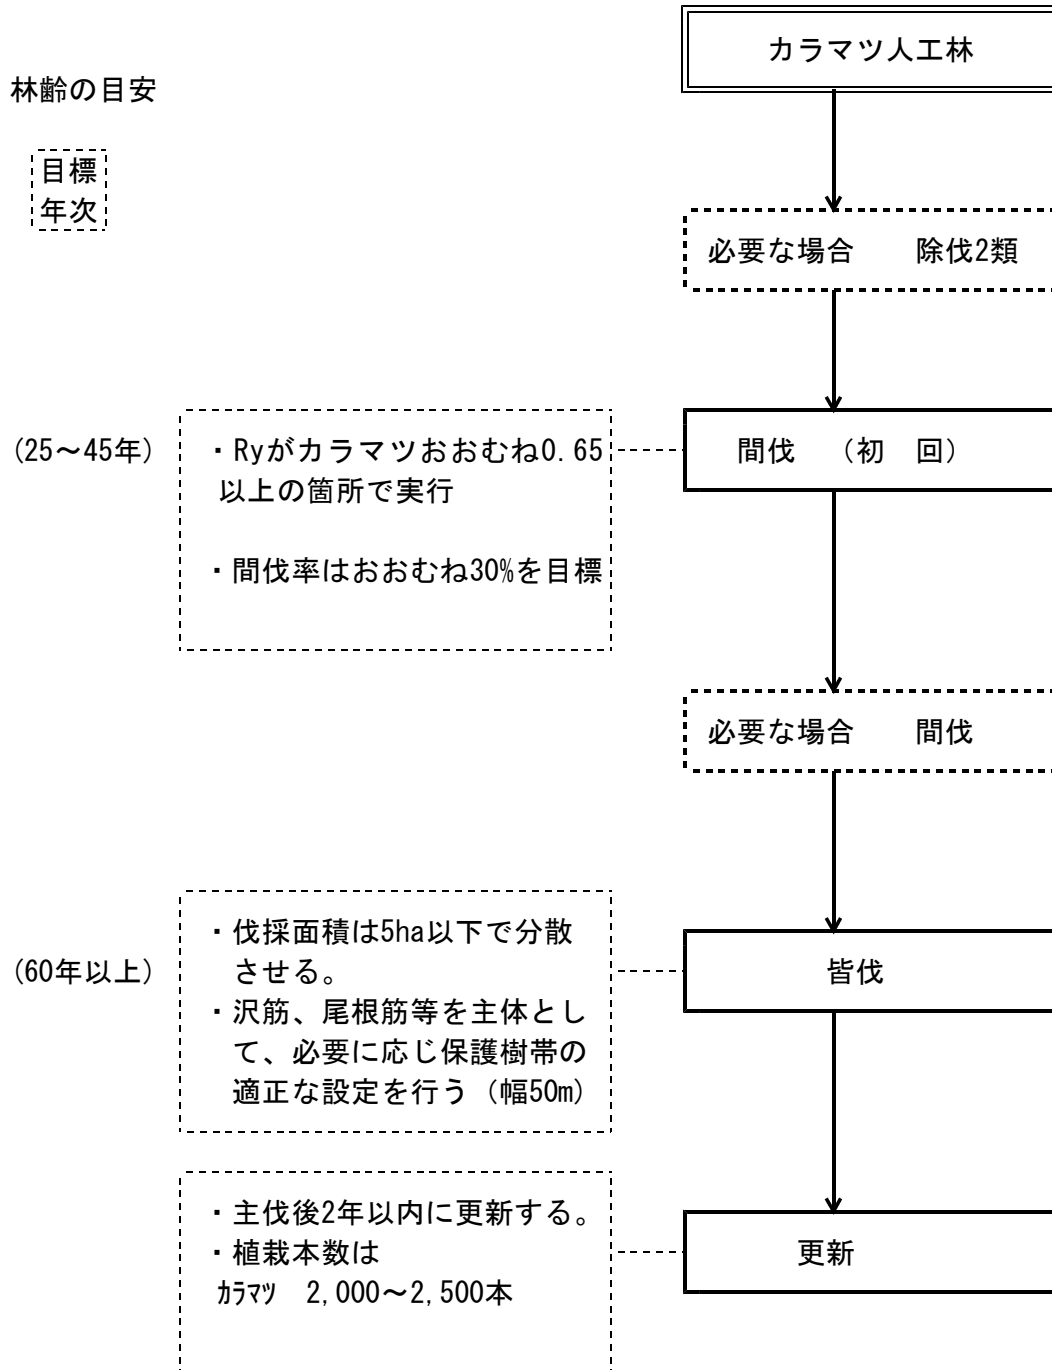 カラマツ人工林
林齢の目安
目標
年次
必要な場合　除伐2類
(25～45年)
・Ryがカラマツおおむね0.65
以上の箇所で実行
・間伐率はおおむね30%を目標
間伐　（初　回）
必要な場合　間伐
(60年以上)
・伐採面積は5ha以下で分散
させる。
・沢筋、尾根筋等を主体とし
て、必要に応じ保護樹帯の
適正な設定を行う（幅50m）
皆伐
・主伐後2年以内に更新する。
・植栽本数は
ｶﾗﾏﾂ　2,000～2,500本
更新